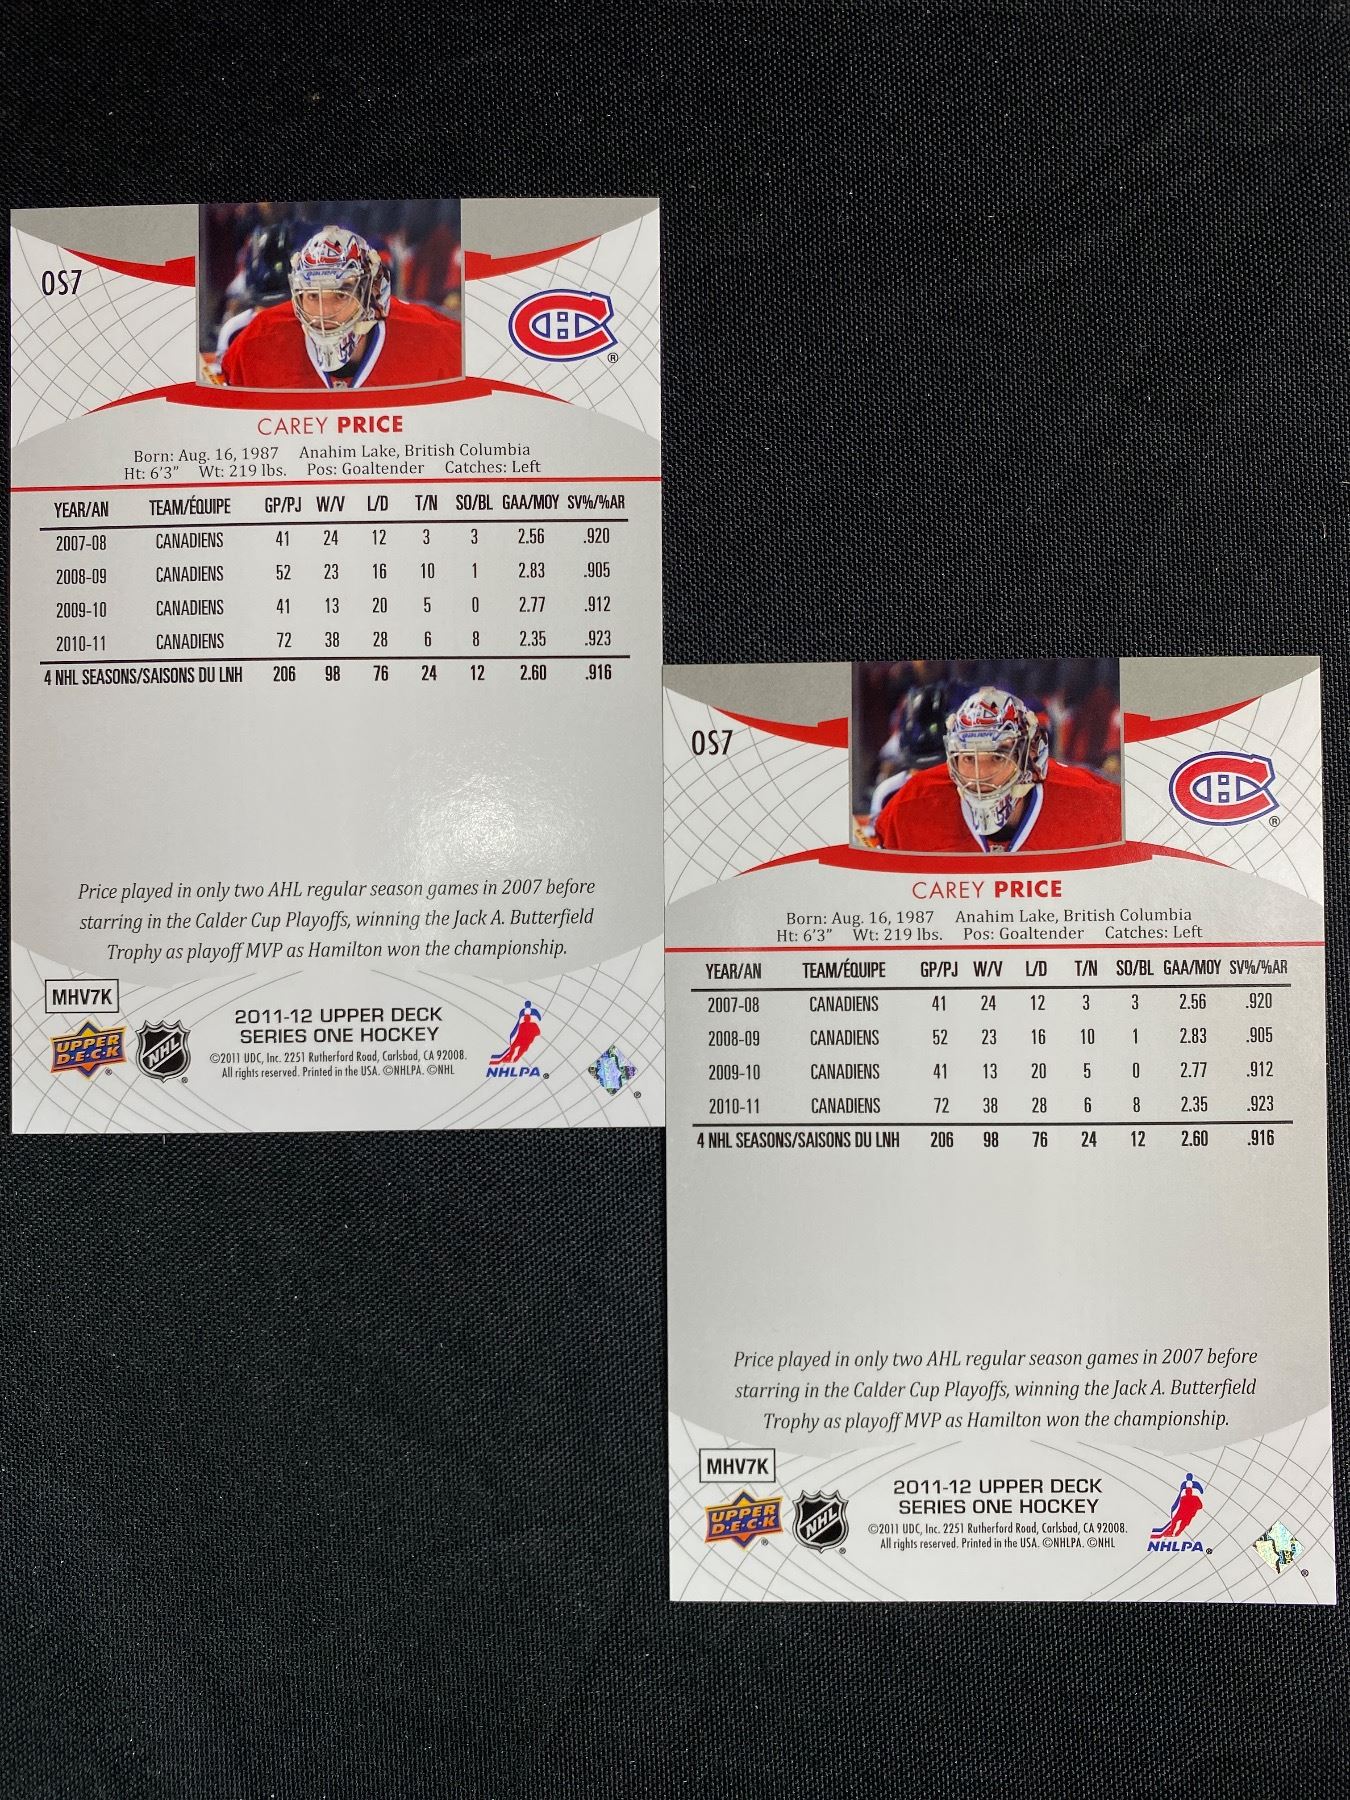 OS7
BAUER
®
CAREY PRICE
Born: Aug. 16, 1987 Anahim Lake, British Columbia
Ht: 6'3" Wt: 219 lbs. Pos: Goaltender Catches: Left
YEAR/AN TEAM/ÉQUIPE GP/PJ W/V L/D T/N SO/BL GAA/MOY SV%/%AR
2007-08 CANADIENS 41 24 12 3 3 2.56 .920
2008-09 CANADIENS 52 23 16 10 1 2.83 .905
2009-10 CANADIENS 41 13 20 5 0 2.77 .912
2010-11 CANADIENS 72 38 28 6 8 2.35 .923
4 NHL SEASONS/SAISONS DU LNH 206 98 76 24 12 2.60 .916
Price played in only two AHL regular season games in 2007 before
starring in the Calder Cup Playoffs, winning the Jack A. Butterfield
Trophy as playoff MVP as Hamilton won the championship.
MHV7K
UPPER
D·E·C·K
®
NHL
®
2011-12 UPPER DECK
SERIES ONE HOCKEY
©2011 UDC, Inc. 2251 Rutherford Road, Carlsbad, CA 92008.
All rights reserved. Printed in the USA. ©NHLPA. ©NHL
NHLPA®
®
OS7
BAUER
®
CAREY PRICE
Born: Aug. 16, 1987 Anahim Lake, British Columbia
Ht: 6'3" Wt: 219 lbs. Pos: Goaltender Catches: Left
YEAR/AN TEAM/ÉQUIPE GP/PJ W/V L/D T/N SO/BL GAA/MOY SV%/%AR
2007-08 CANADIENS 41 24 12 3 3 2.56 .920
2008-09 CANADIENS 52 23 16 10 1 2.83 .905
2009-10 CANADIENS 41 13 20 5 0 2.77 .912
2010-11 CANADIENS 72 38 28 6 8 2.35 .923
4 NHL SEASONS/SAISONS DU LNH 206 98 76 24 12 2.60 .916
Price played in only two AHL regular season games in 2007 before
starring in the Calder Cup Playoffs, winning the Jack A. Butterfield
Trophy as playoff MVP as Hamilton won the championship.
MHV7K
UPPER
D·E·C·K
®
NHL
®
2011-12 UPPER DECK
SERIES ONE HOCKEY
©2011 UDC, Inc. 2251 Rutherford Road, Carlsbad, CA 92008.
All rights reserved. Printed in the USA. ©NHLPA. ©NHL
NHLPA®
®